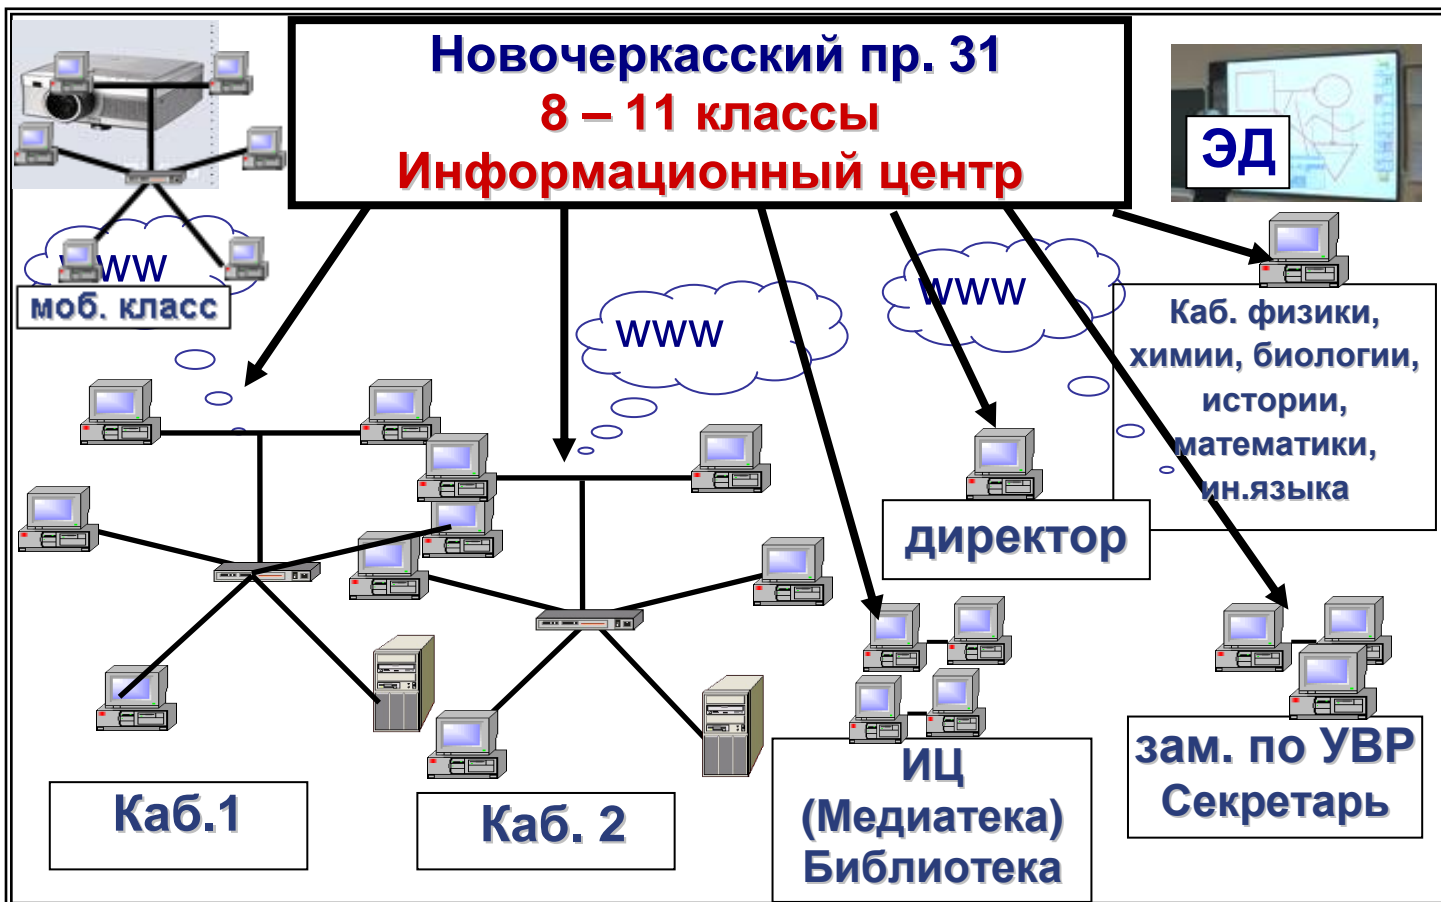 Новочеркасский пр. 31
8 – 11 классы
Информационный центр
ЭД
www
моб. класс
www
www
Каб. физики,
химии, биологии,
истории,
математики,
ин.языка
директор
зам. по УВР
Секретарь
ИЦ
(Медиатека)
Библиотека
Каб.1
Каб. 2